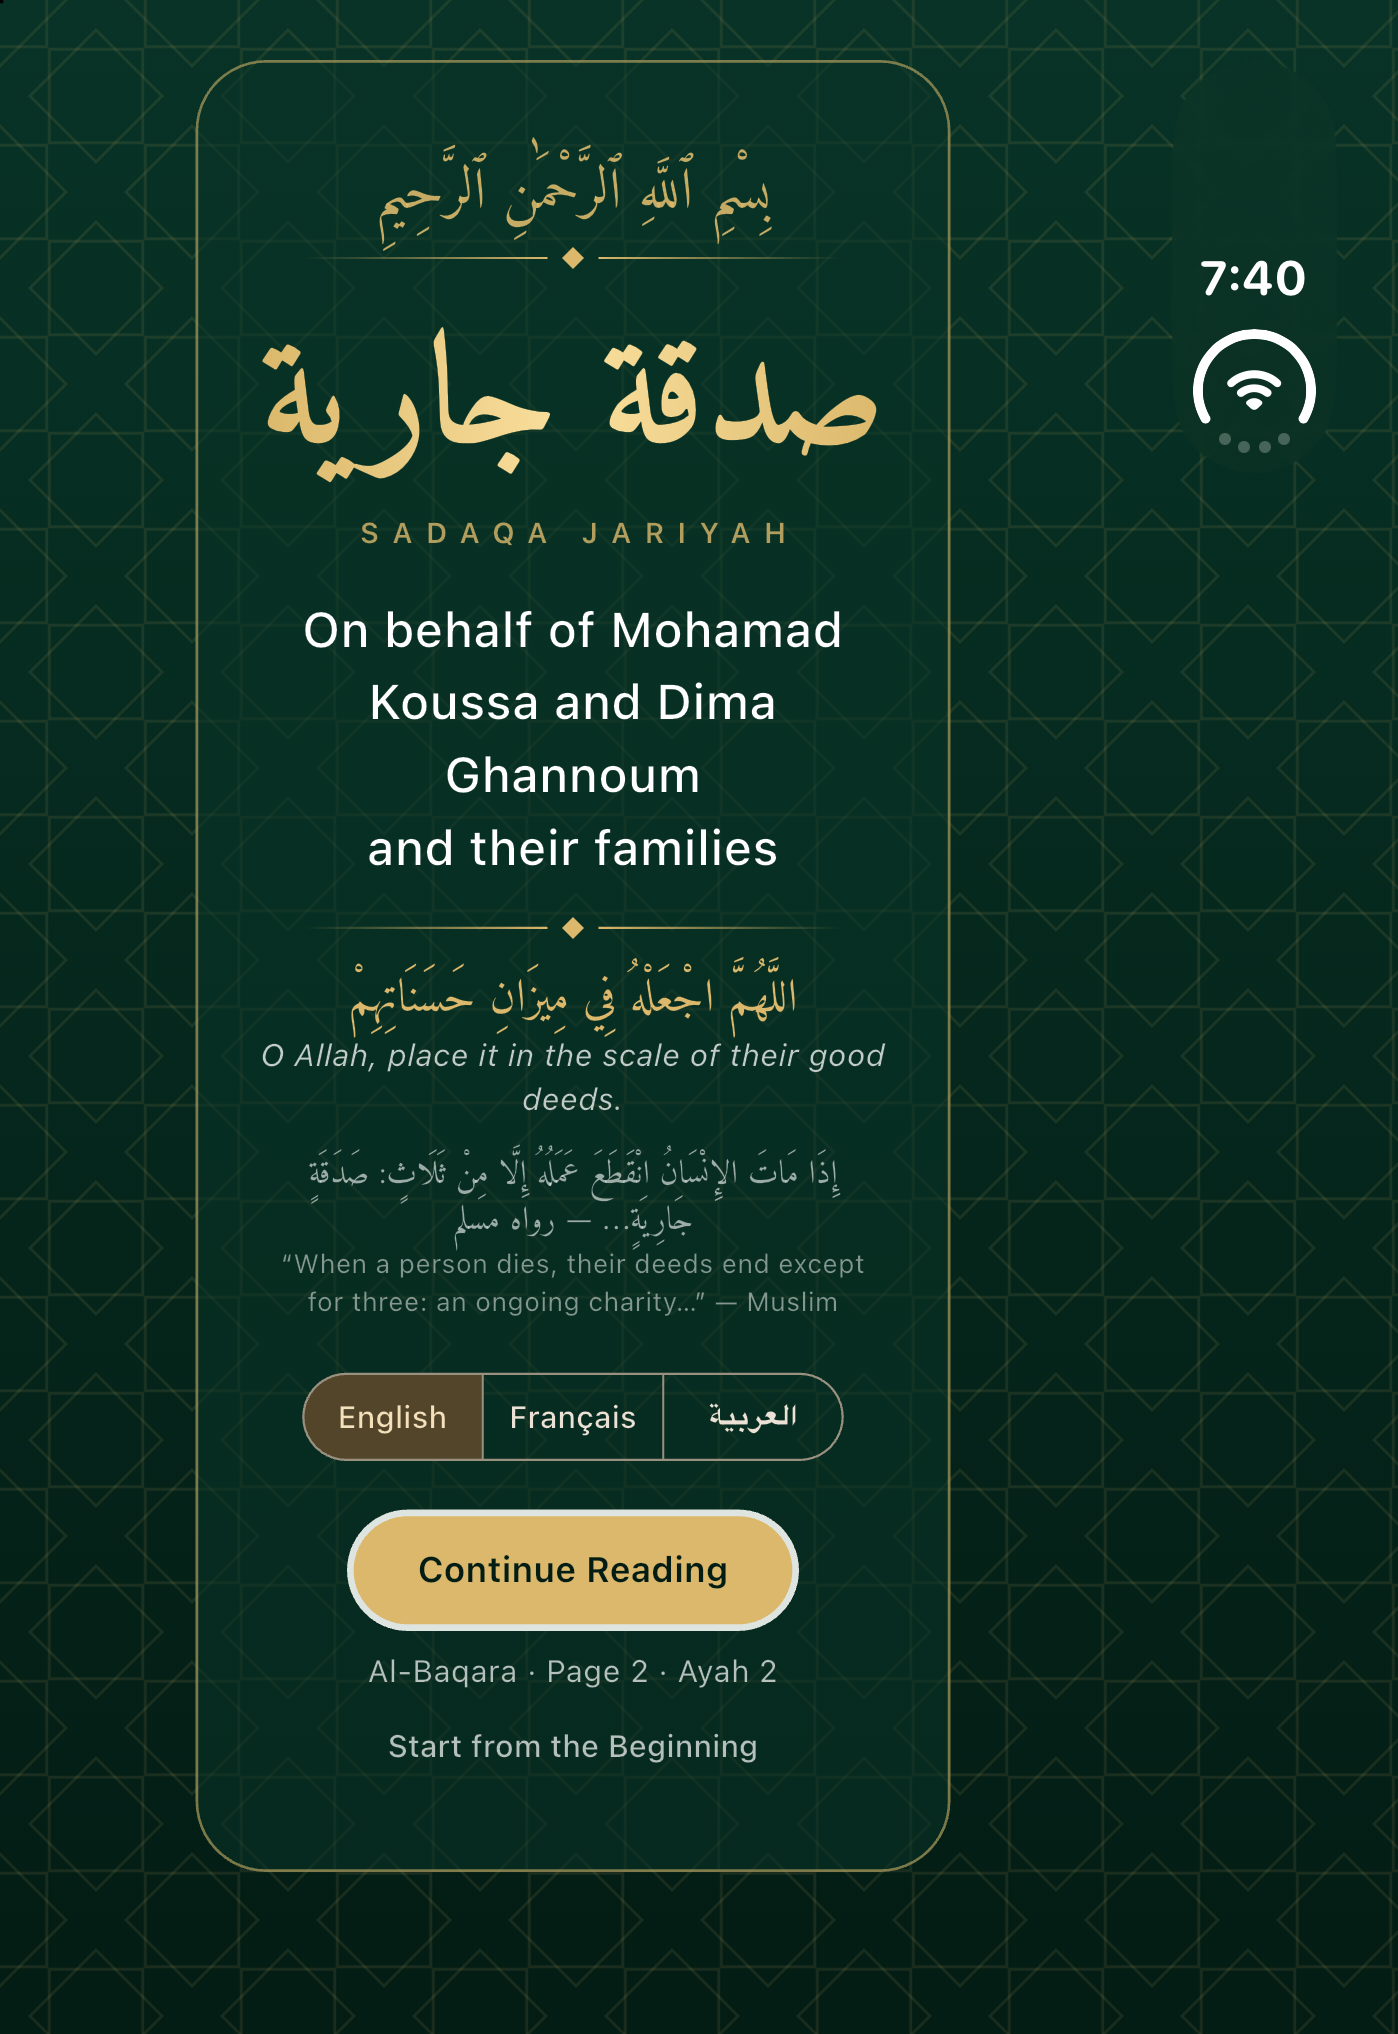 بِسْمِ ٱللَّهِ ٱلرَّحْمَٰنِ ٱلرَّحِيمِ
7:40
صدقة جارية
SADAQA JARIYAH
On behalf of Mohamad
Koussa and Dima
Ghannoum
and their families
اللَّهُمَّ اجْعَلْهُ فِي مِيزَانِ حَسَنَاتِهِمْ
O Allah, place it in the scale of their good
deeds.
إِذَا مَاتَ الإِنْسَانُ انْقَطَعَ عَمَلُهُ إِلَّا مِنْ ثَلَاثٍ: صَدَقَةٍ
جَارِيَةٍ... — رواه مسلم
“When a person dies, their deeds end except
for three: an ongoing charity...” — Muslim
English Français العربية
Continue Reading
Al-Baqara · Page 2 · Ayah 2
Start from the Beginning